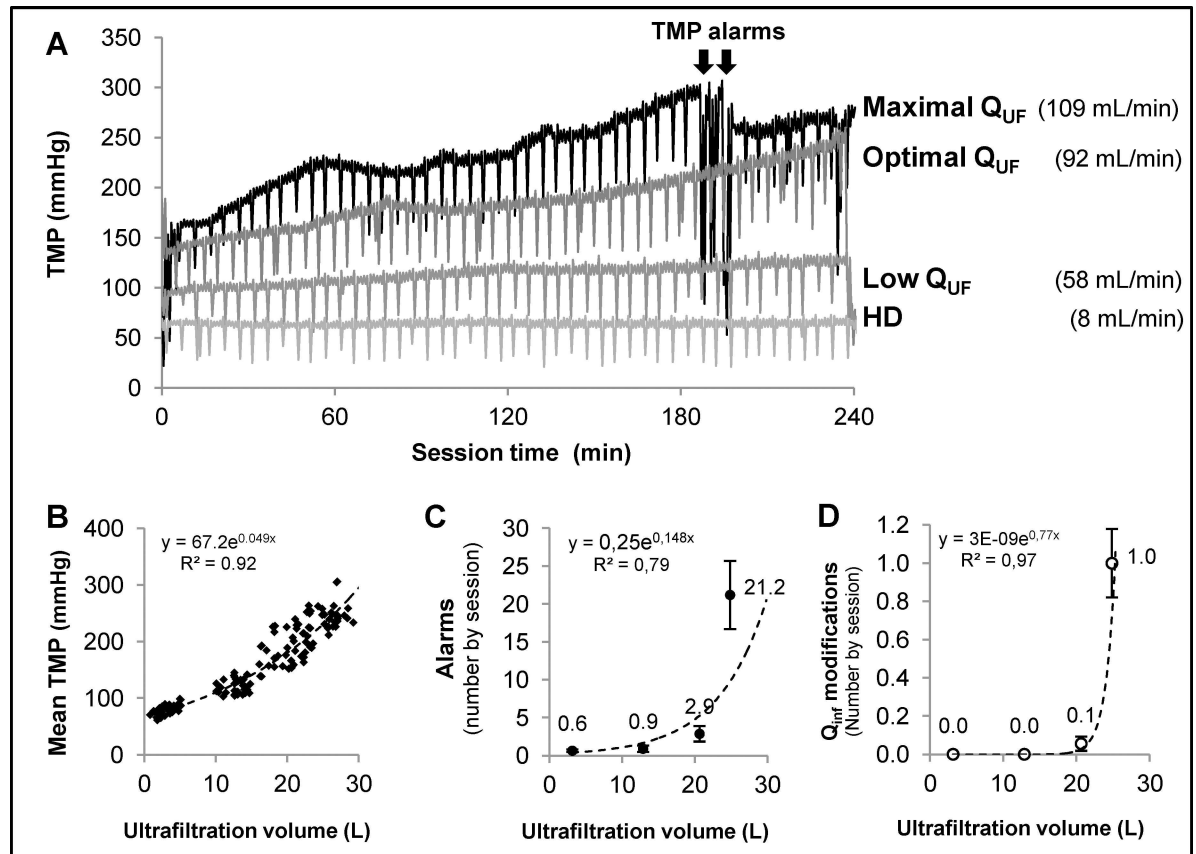 A
TMP alarms
TMP (mmHg)
350
300
250
200
150
100
50
0
0 60 120 180 240
Session time (min)
Maximal QUF (109 mL/min)
Optimal QUF (92 mL/min)
Low QUF (58 mL/min)
HD (8 mL/min)
B
Mean TMP (mmHg)
400
300
200
100
0
y = 67.2e0.049x
R² = 0.92
0 10 20 30
Ultrafiltration volume (L)
C
Alarms
(number by session)
30
25
20
15
10
5
0
y = 0,25e0,148x
R² = 0,79
0.6
0.9
2.9
21.2
0 10 20 30
Ultrafiltration volume (L)
D
Qinf modifications
(Number by session)
1.2
1.0
0.8
0.6
0.4
0.2
0.0
y = 3E-09e0,77x
R² = 0,97
0.0
0.0
0.1
1.0
0 10 20 30
Ultrafiltration volume (L)